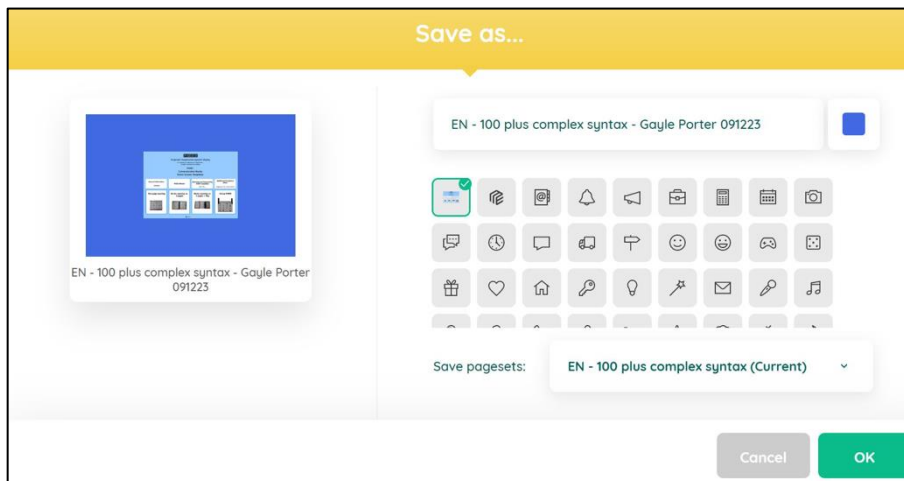 Save as...
EN - 100 plus complex syntax - Gayle Porter 091223
EN - 100 plus complex syntax - Gayle Porter
091223
Save pagesets:
EN - 100 plus complex syntax (Current)
Cancel
OK